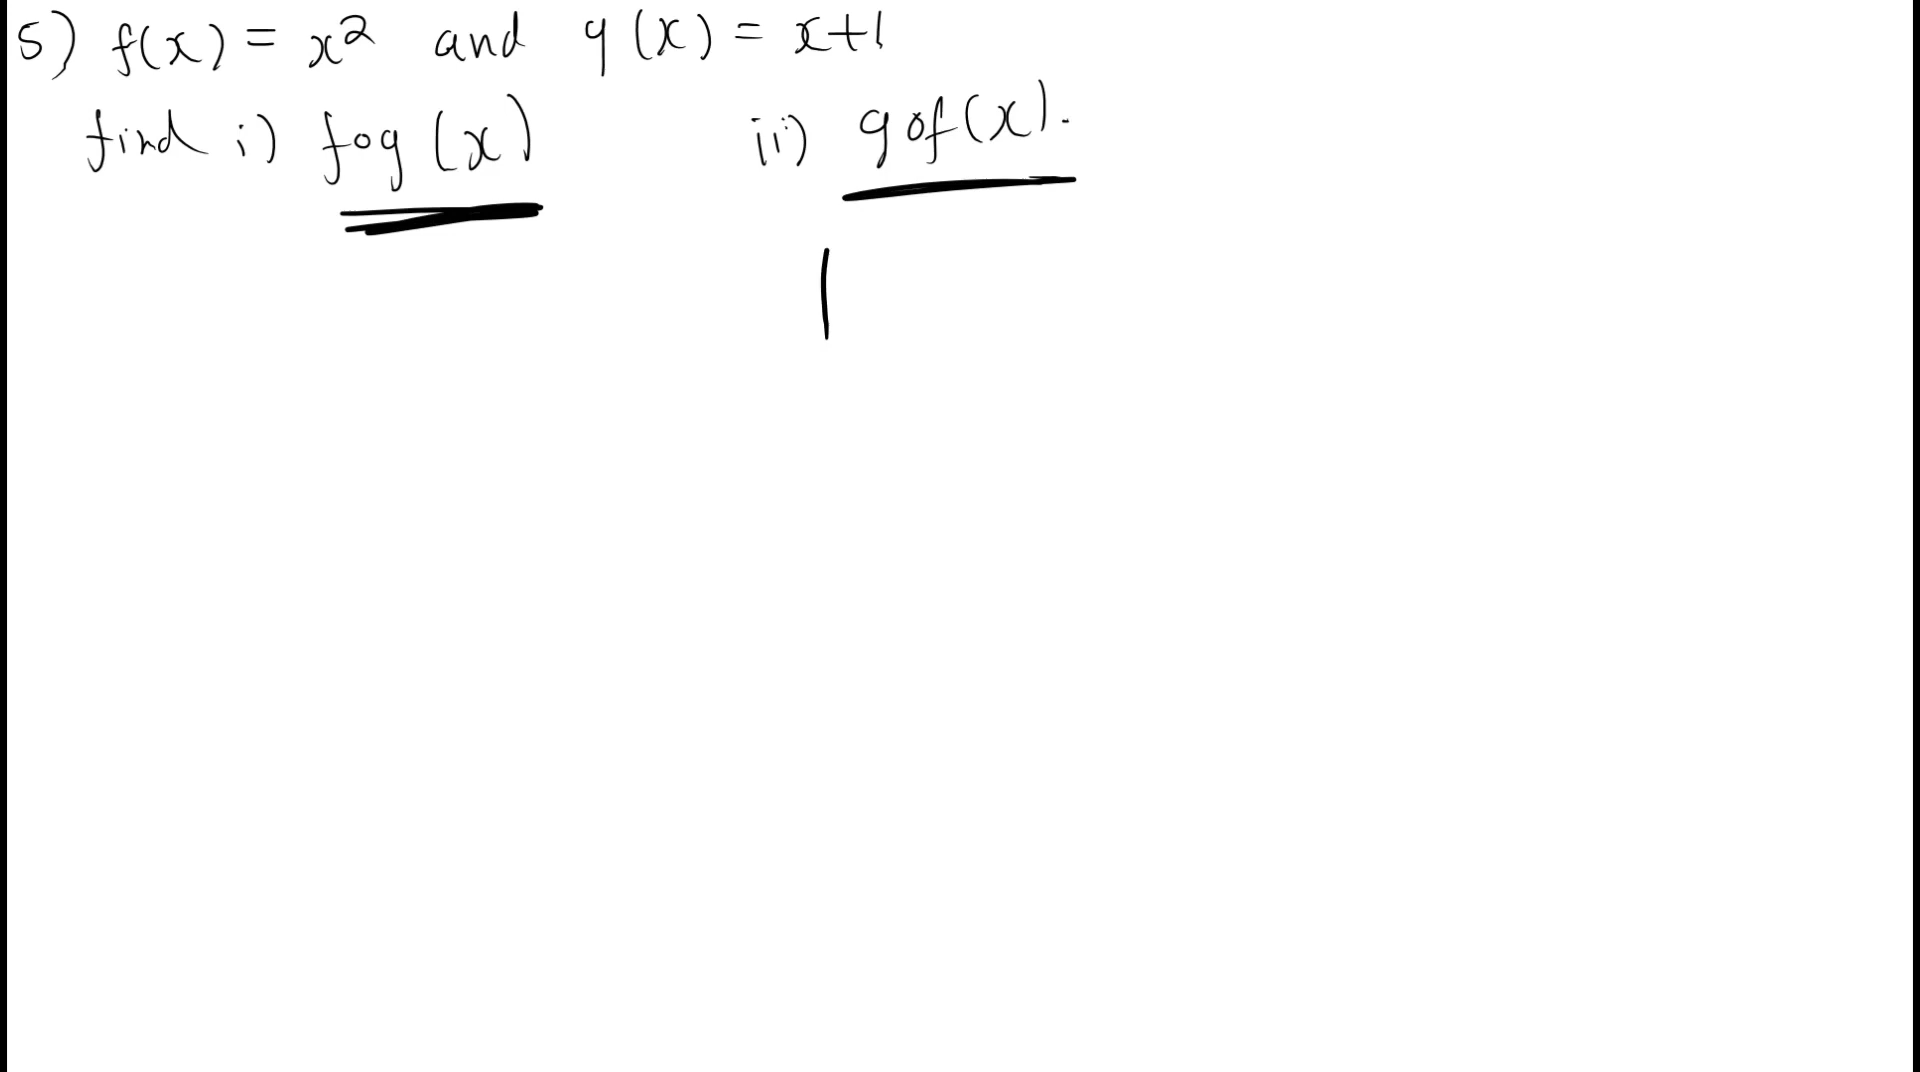 5) f(x) = x² and g(x) = x+1
find i) fog(x) ii) gof(x).